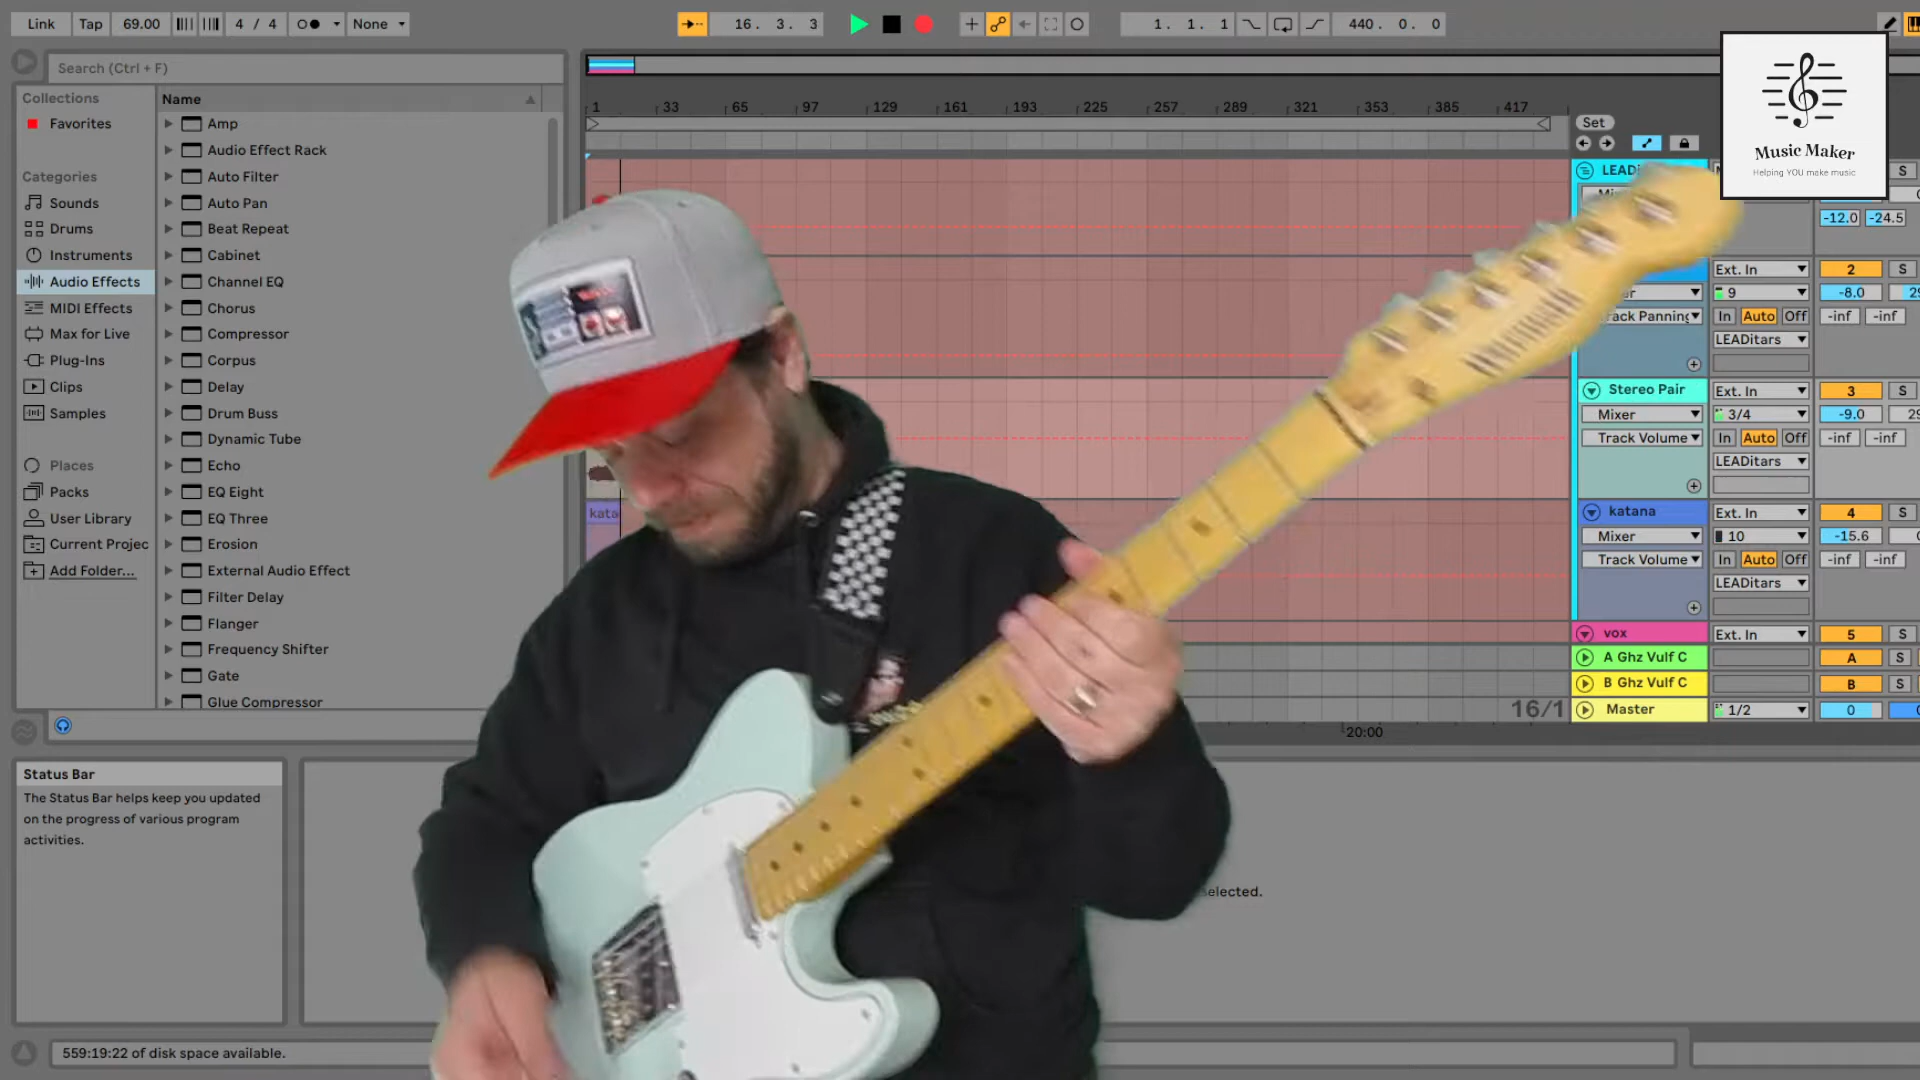 Link Tap 69.00 4 / 4 None 16. 3. 3 1. 1. 1 440. 0. 0
Search (Ctrl + F)
Collections
Favorites
Categories
Sounds
Drums
Instruments
Audio Effects
MIDI Effects
Max for Live
Plug-Ins
Clips
Samples
Places
Packs
User Library
Current Projec
Add Folder...
Name
Amp
Audio Effect Rack
Auto Filter
Auto Pan
Beat Repeat
Cabinet
Channel EQ
Chorus
Compressor
Corpus
Delay
Drum Buss
Dynamic Tube
Echo
EQ Eight
EQ Three
Erosion
External Audio Effect
Filter Delay
Flanger
Frequency Shifter
Gate
Glue Compressor
1 33 65 97 129 161 193 225 257 289 321 353 385 417
Set
Music Maker
Helping YOU make music
S
-12.0 -24.5
Ext. In 2 S
9 -8.0
rack Panning In Auto Off -inf -inf
LEADitars
Stereo Pair Ext. In 3 S
Mixer 3/4 -9.0
Track Volume In Auto Off -inf -inf
LEADitars
kata
katana Ext. In 4 S
Mixer 10 -15.6
Track Volume In Auto Off -inf -inf
LEADitars
vox Ext. In 5 S
A Ghz Vulf C A S
B Ghz Vulf C B S
16/1 Master 1/2 0
20:00
Status Bar
The Status Bar helps keep you updated
on the progress of various program
activities.
selected.
559:19:22 of disk space available.